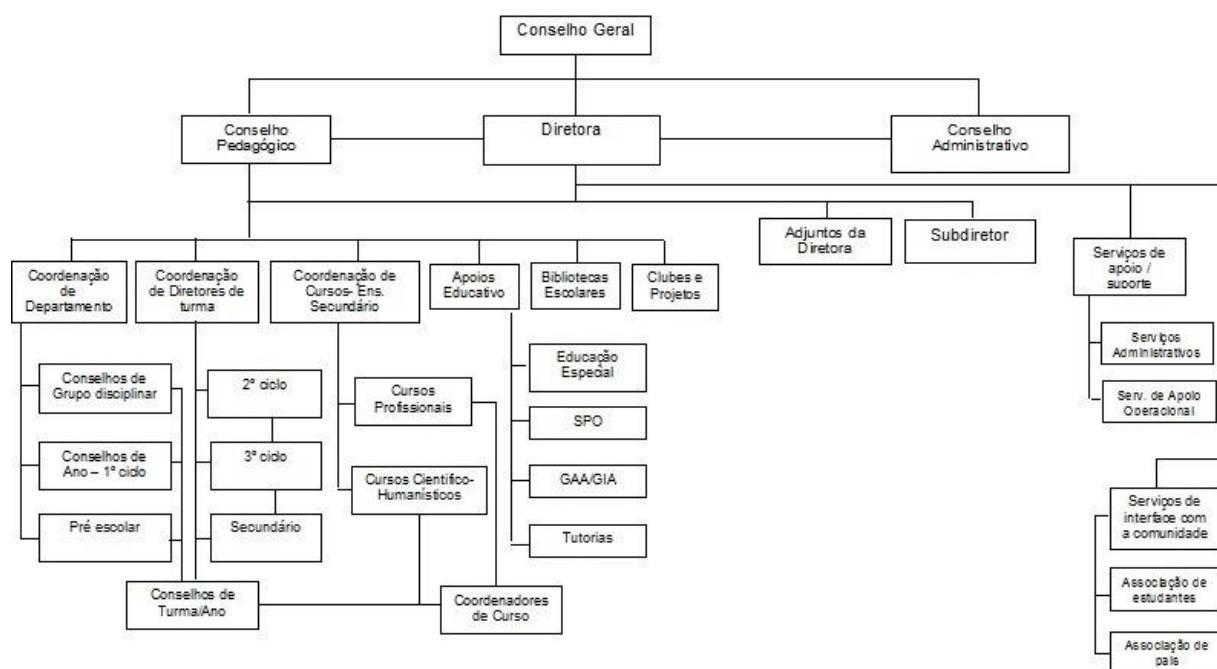 Conselho Geral
Conselho
Pedagógico
Diretora
Conselho
Administrativo
Adjuntos da
Diretora
Subdiretor
Serviços de
apoio /
suporte
Coordenação
de
Departamento
Coordenação
de Diretores de
turma
Coordenação de
Cursos- Ens.
Secundário
Apoios
Educativo
Bibliotecas
Escolares
Clubes e
Projetos
Serviços
Administrativos
Serv. de Apoio
Operacional
Conselhos de
Grupo disciplinar
Conselhos de
Ano – 1º ciclo
Pré escolar
2º ciclo
3º ciclo
Secundário
Cursos
Profissionais
Cursos Cientifico-
Humanísticos
Educação
Especial
SPO
GAA/GIA
Tutorias
Conselhos de
Turma/Ano
Coordenadores
de Curso
Serviços de
interface com
a comunidade
Associação de
estudantes
Associação de
pais